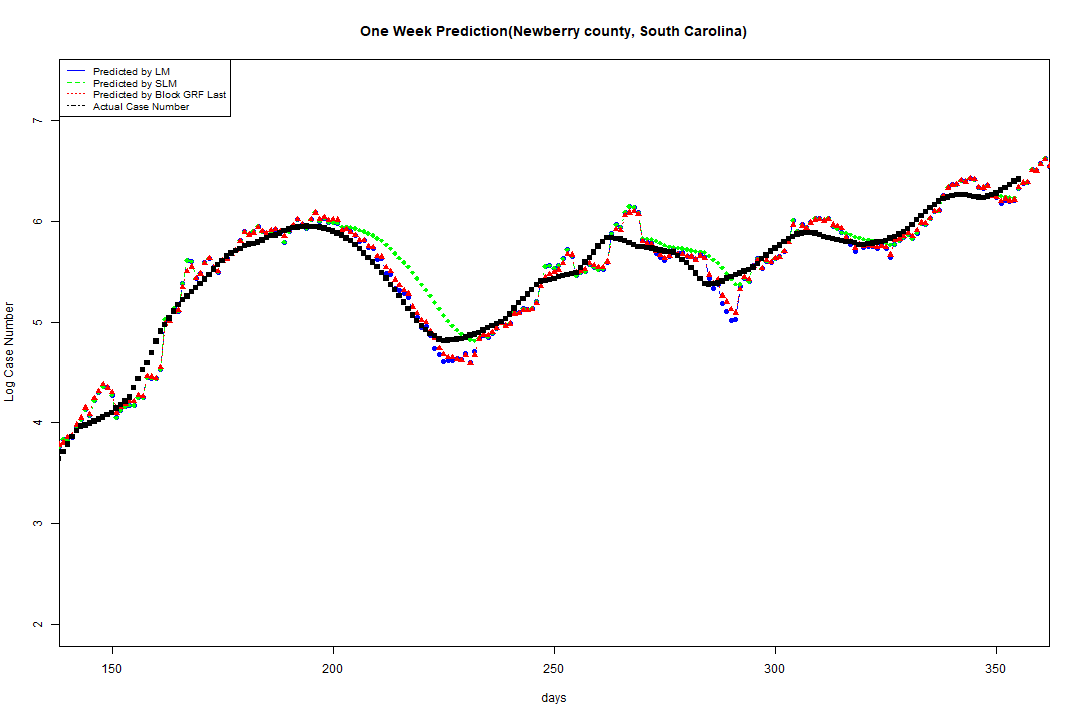 One Week Prediction(Newberry county, South Carolina)
Predicted by LM
Predicted by SLM
Predicted by Block GRF Last
Actual Case Number
Log Case Number
7
6
5
4
3
2
150
200
250
300
350
days